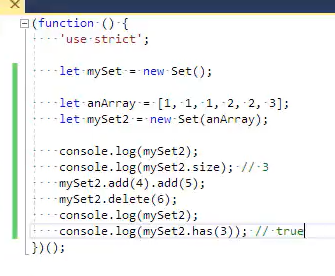 (function () {
    'use strict';
    let mySet = new Set();
    let anArray = [1, 1, 1, 2, 2, 3];
    let mySet2 = new Set(anArray);
    console.log(mySet2);
    console.log(mySet2.size); // 3
    mySet2.add(4).add(5);
    mySet2.delete(6);
    console.log(mySet2);
    console.log(mySet2.has(3)); // true
})();